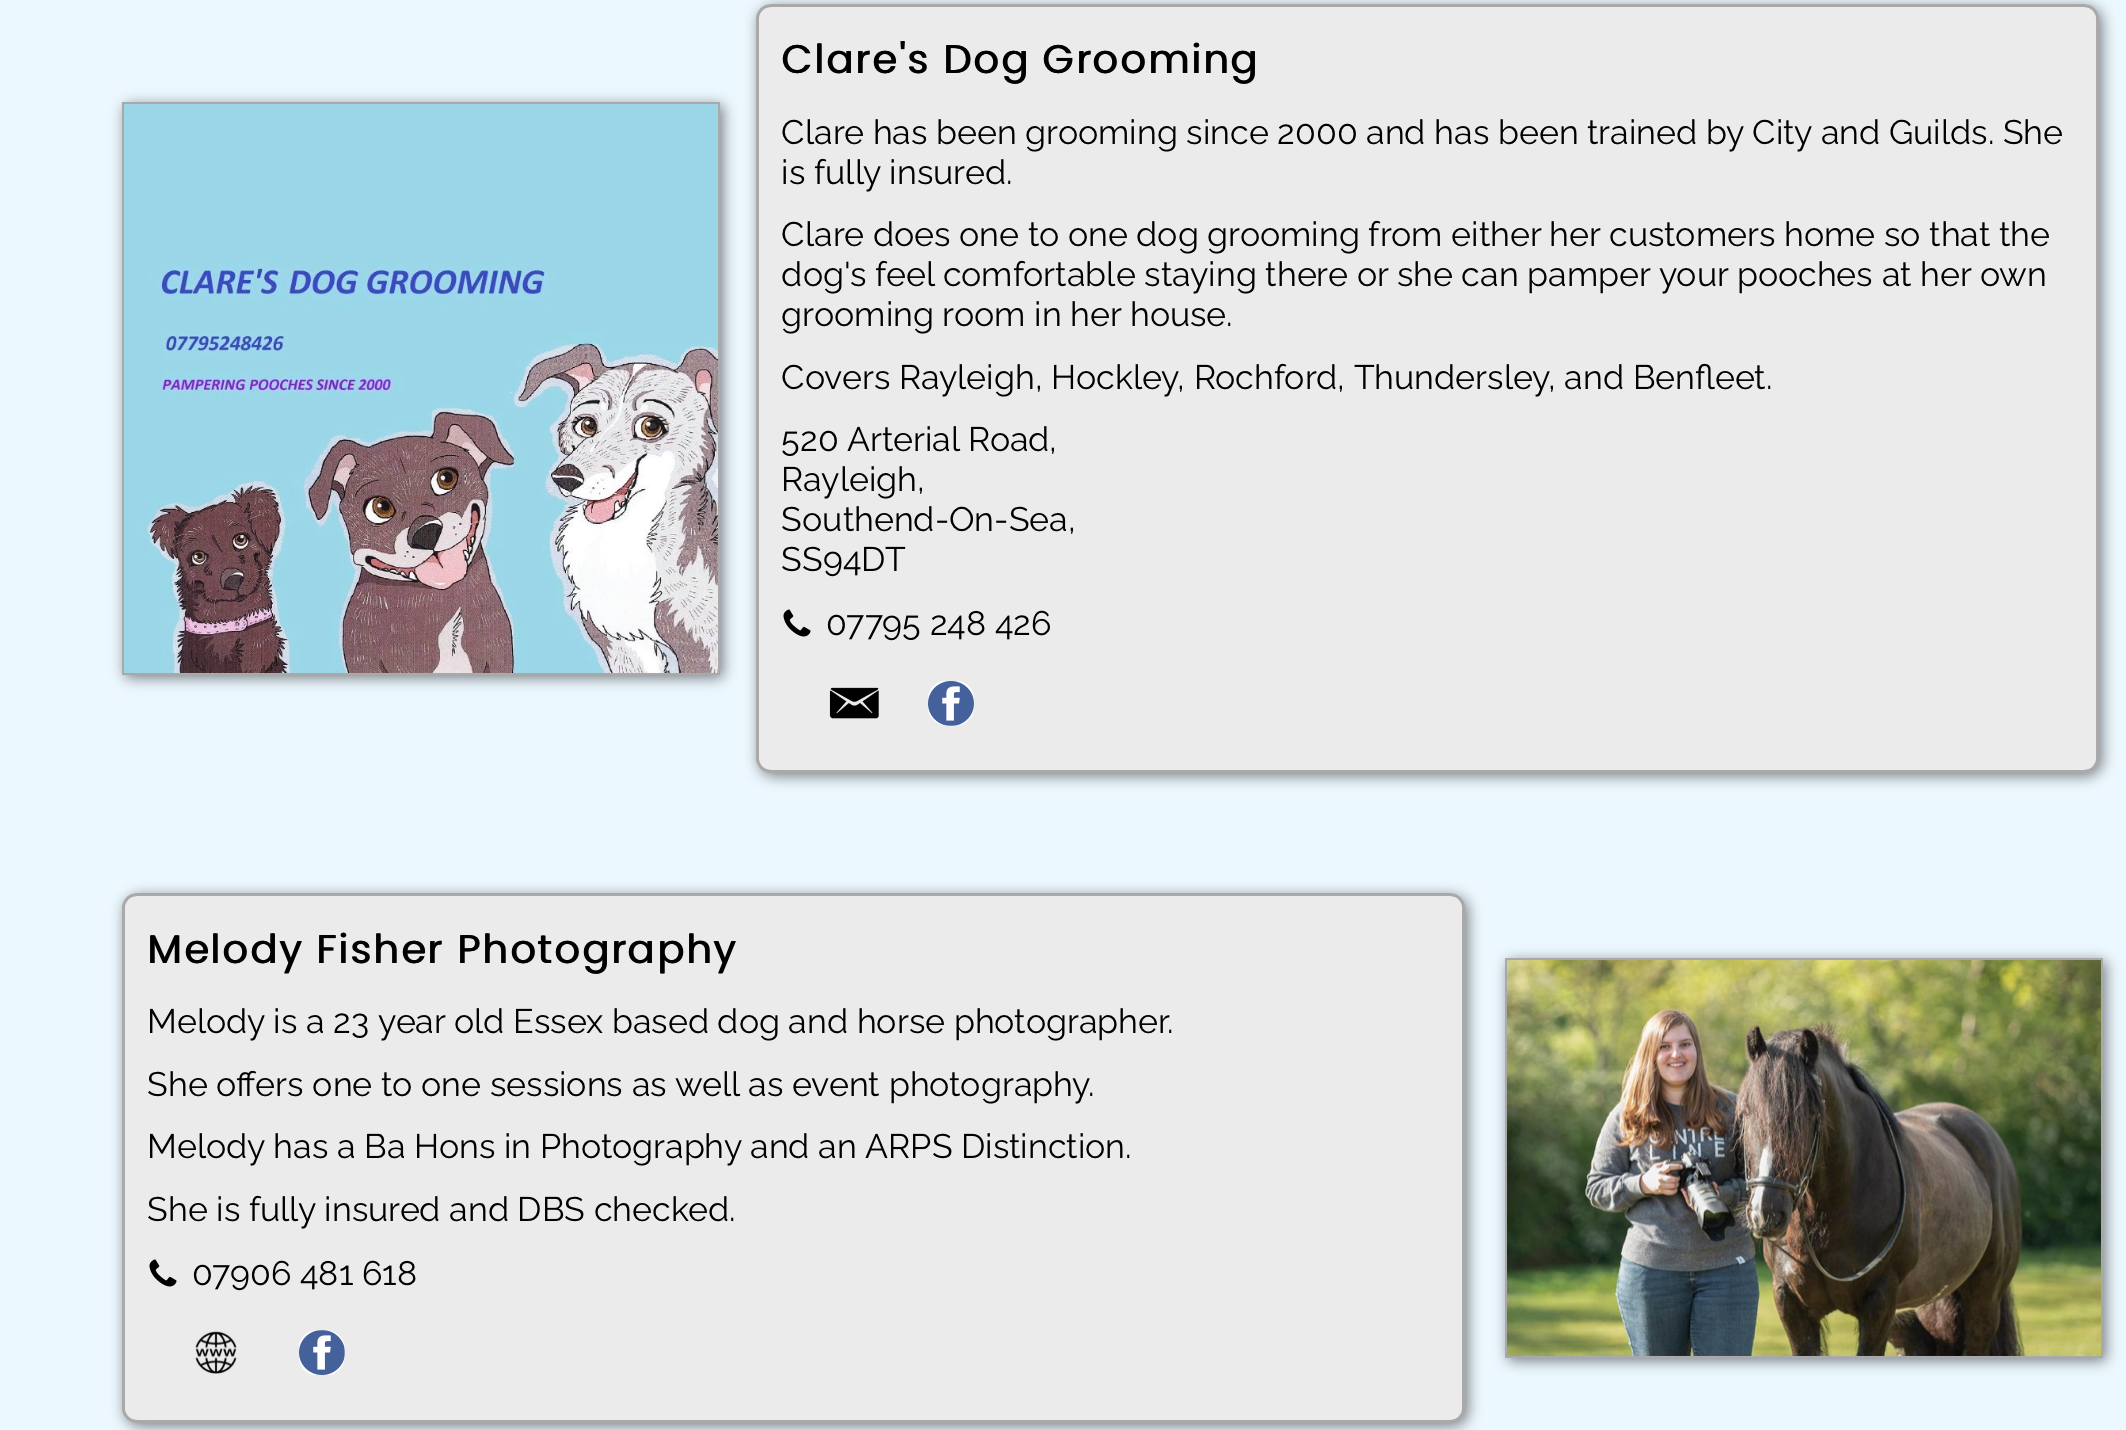 Clare's Dog Grooming
Clare has been grooming since 2000 and has been trained by City and Guilds. She
is fully insured.
Clare does one to one dog grooming from either her customers home so that the
dog's feel comfortable staying there or she can pamper your pooches at her own
grooming room in her house.
Covers Rayleigh, Hockley, Rochford, Thundersley, and Benfleet.
520 Arterial Road,
Rayleigh,
Southend-On-Sea,
SS94DT
07795 248 426
f
CLARE'S DOG GROOMING
07795248426
PAMPERING POOCHES SINCE 2000
Melody Fisher Photography
Melody is a 23 year old Essex based dog and horse photographer.
She offers one to one sessions as well as event photography.
Melody has a Ba Hons in Photography and an ARPS Distinction.
She is fully insured and DBS checked.
07906 481 618
www
f
LINE